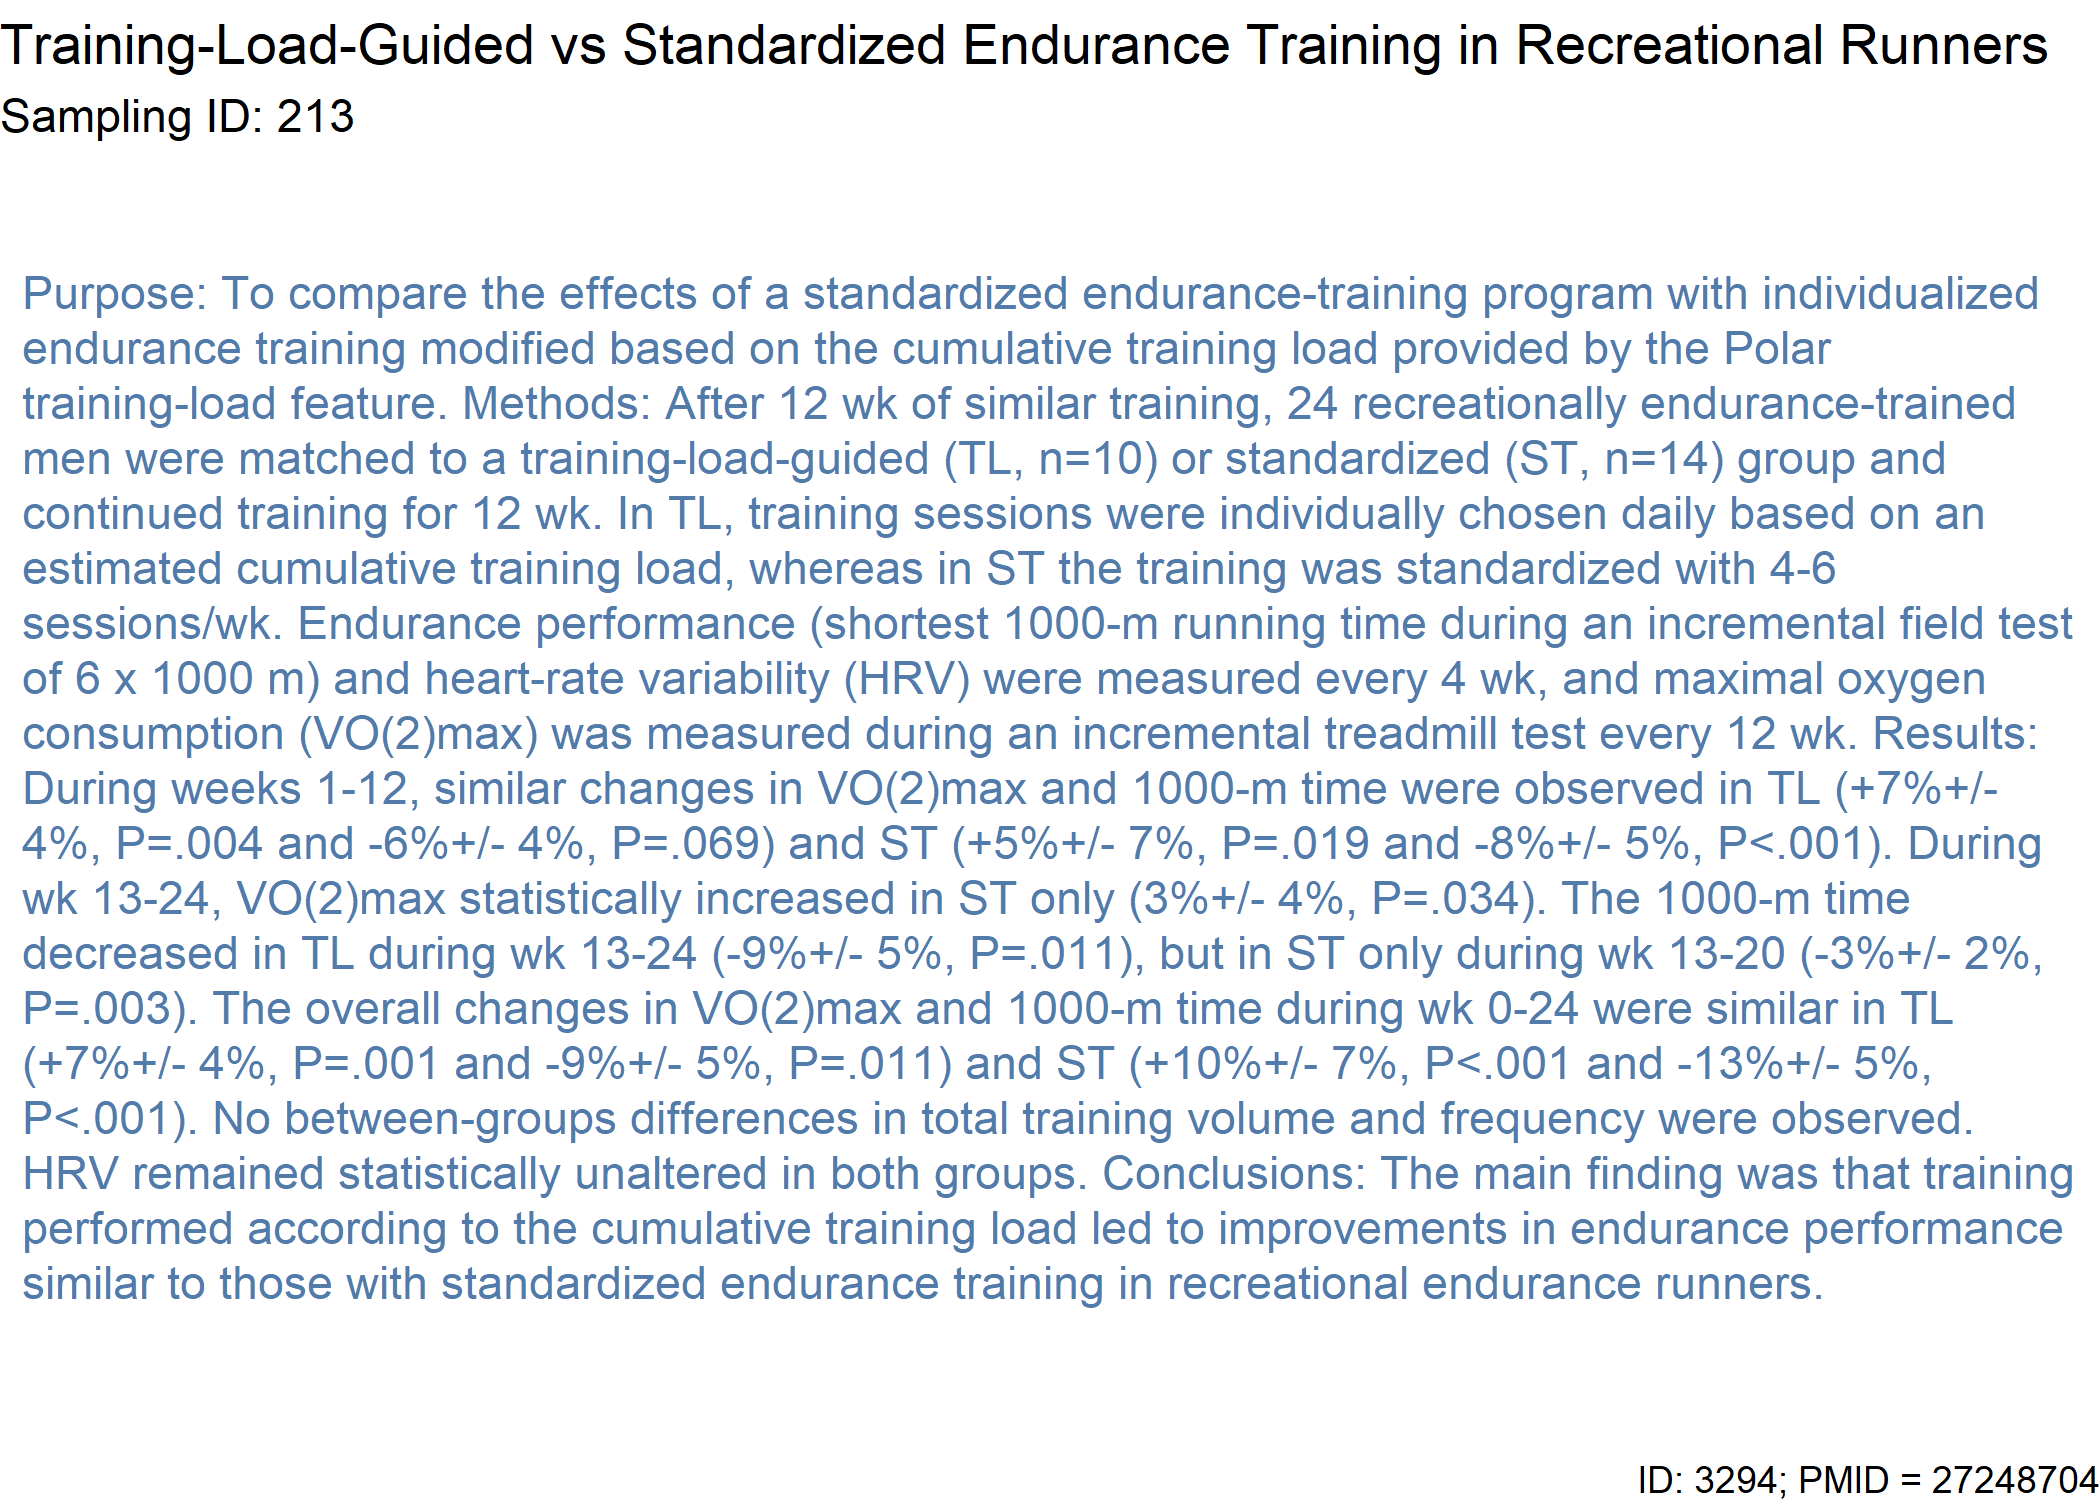 Training-Load-Guided vs Standardized Endurance Training in Recreational Runners
Sampling ID: 213
Purpose: To compare the effects of a standardized endurance-training program with individualized
endurance training modified based on the cumulative training load provided by the Polar
training-load feature. Methods: After 12 wk of similar training, 24 recreationally endurance-trained
men were matched to a training-load-guided (TL, n=10) or standardized (ST, n=14) group and
continued training for 12 wk. In TL, training sessions were individually chosen daily based on an
estimated cumulative training load, whereas in ST the training was standardized with 4-6
sessions/wk. Endurance performance (shortest 1000-m running time during an incremental field test
of 6 x 1000 m) and heart-rate variability (HRV) were measured every 4 wk, and maximal oxygen
consumption (VO(2)max) was measured during an incremental treadmill test every 12 wk. Results:
During weeks 1-12, similar changes in VO(2)max and 1000-m time were observed in TL (+7%+/-
4%, P=.004 and -6%+/- 4%, P=.069) and ST (+5%+/- 7%, P=.019 and -8%+/- 5%, P<.001). During
wk 13-24, VO(2)max statistically increased in ST only (3%+/- 4%, P=.034). The 1000-m time
decreased in TL during wk 13-24 (-9%+/- 5%, P=.011), but in ST only during wk 13-20 (-3%+/- 2%,
P=.003). The overall changes in VO(2)max and 1000-m time during wk 0-24 were similar in TL
(+7%+/- 4%, P=.001 and -9%+/- 5%, P=.011) and ST (+10%+/- 7%, P<.001 and -13%+/- 5%,
P<.001). No between-groups differences in total training volume and frequency were observed.
HRV remained statistically unaltered in both groups. Conclusions: The main finding was that training
performed according to the cumulative training load led to improvements in endurance performance
similar to those with standardized endurance training in recreational endurance runners.
ID: 3294; PMID = 27248704